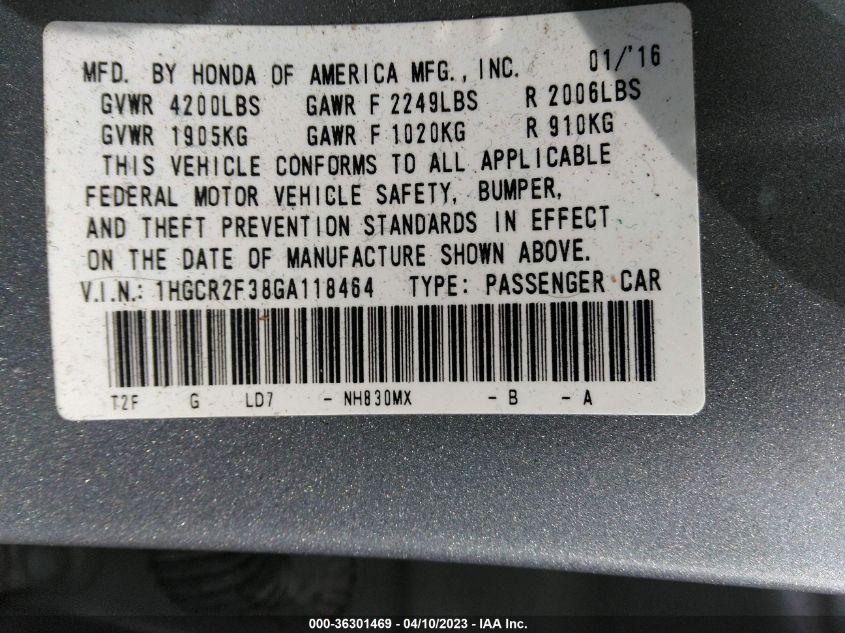 MFD. BY HONDA OF AMERICA MFG., INC. 01/'16
GVWR 4200LBS GAWR F 2249LBS R 2006LBS
GVWR 1905KG GAWR F 1020KG R 910KG
THIS VEHICLE CONFORMS TO ALL APPLICABLE
FEDERAL MOTOR VEHICLE SAFETY, BUMPER,
AND THEFT PREVENTION STANDARDS IN EFFECT
ON THE DATE OF MANUFACTURE SHOWN ABOVE.
V.I.N.: 1HGCR2F38GA118464 TYPE: PASSENGER CAR
T2F G LD7 - NH830MX - B - A
000-36301469 - 04/10/2023 - IAA Inc.